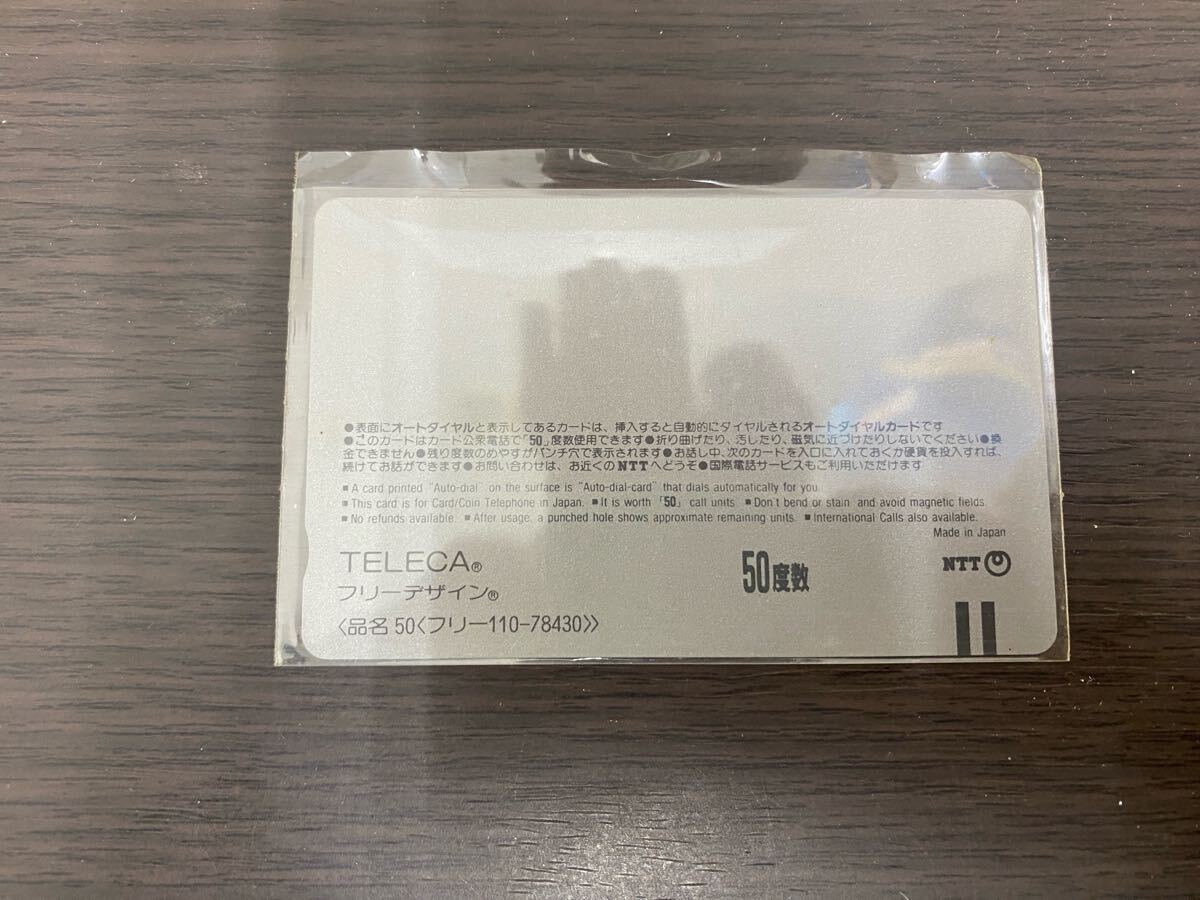 ●表面にオートダイヤルと表示してあるカードは、挿入すると自動的にダイヤルされるオートダイヤルカードです
●このカードはカード公衆電話で「50」度数使用できます●折り曲げたり、汚したり、磁気に近づけたりしないでください●換
金できません●残り度数のめやすがパンチ穴で表示されます●お話し中、次のカードを入口に入れておくか硬貨を投入すれば、
続けてお話ができます●お問い合わせは、お近くのNTTへどうぞ●国際電話サービスもご利用いただけます
■ A card printed "Auto-dial" on the surface is "Auto-dial-card" that dials automatically for you.
■ This card is for Card/Coin Telephone in Japan. ■ It is worth「50」call units. ■ Don't bend or stain and avoid magnetic fields.
■ No refunds available. ■ After usage, a punched hole shows approximate remaining units. ■ International Calls also available.
Made in Japan
TELECA®
50度数
NTT
フリーデザイン®
〈品名 50〈フリー110-78430〉〉